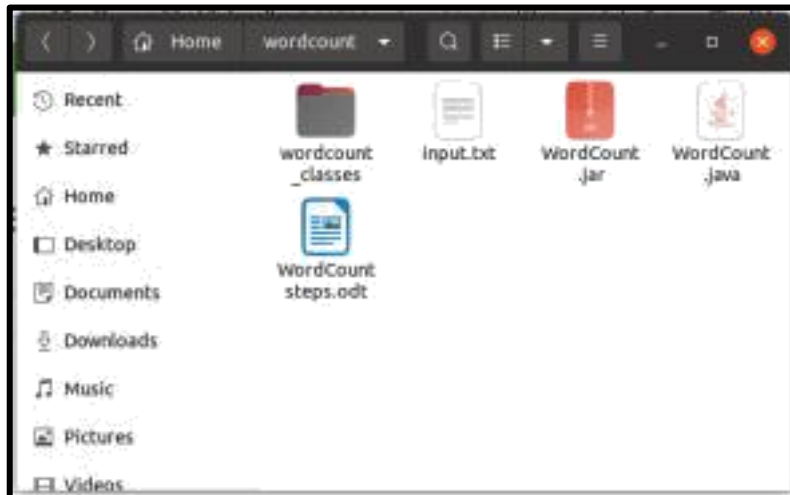 Home wordcount
Recent
Starred
Home
Desktop
Documents
Downloads
Music
Pictures
Videos
wordcount
_classes
input.txt
WordCount
.jar
WordCount
.java
WordCount
steps.odt